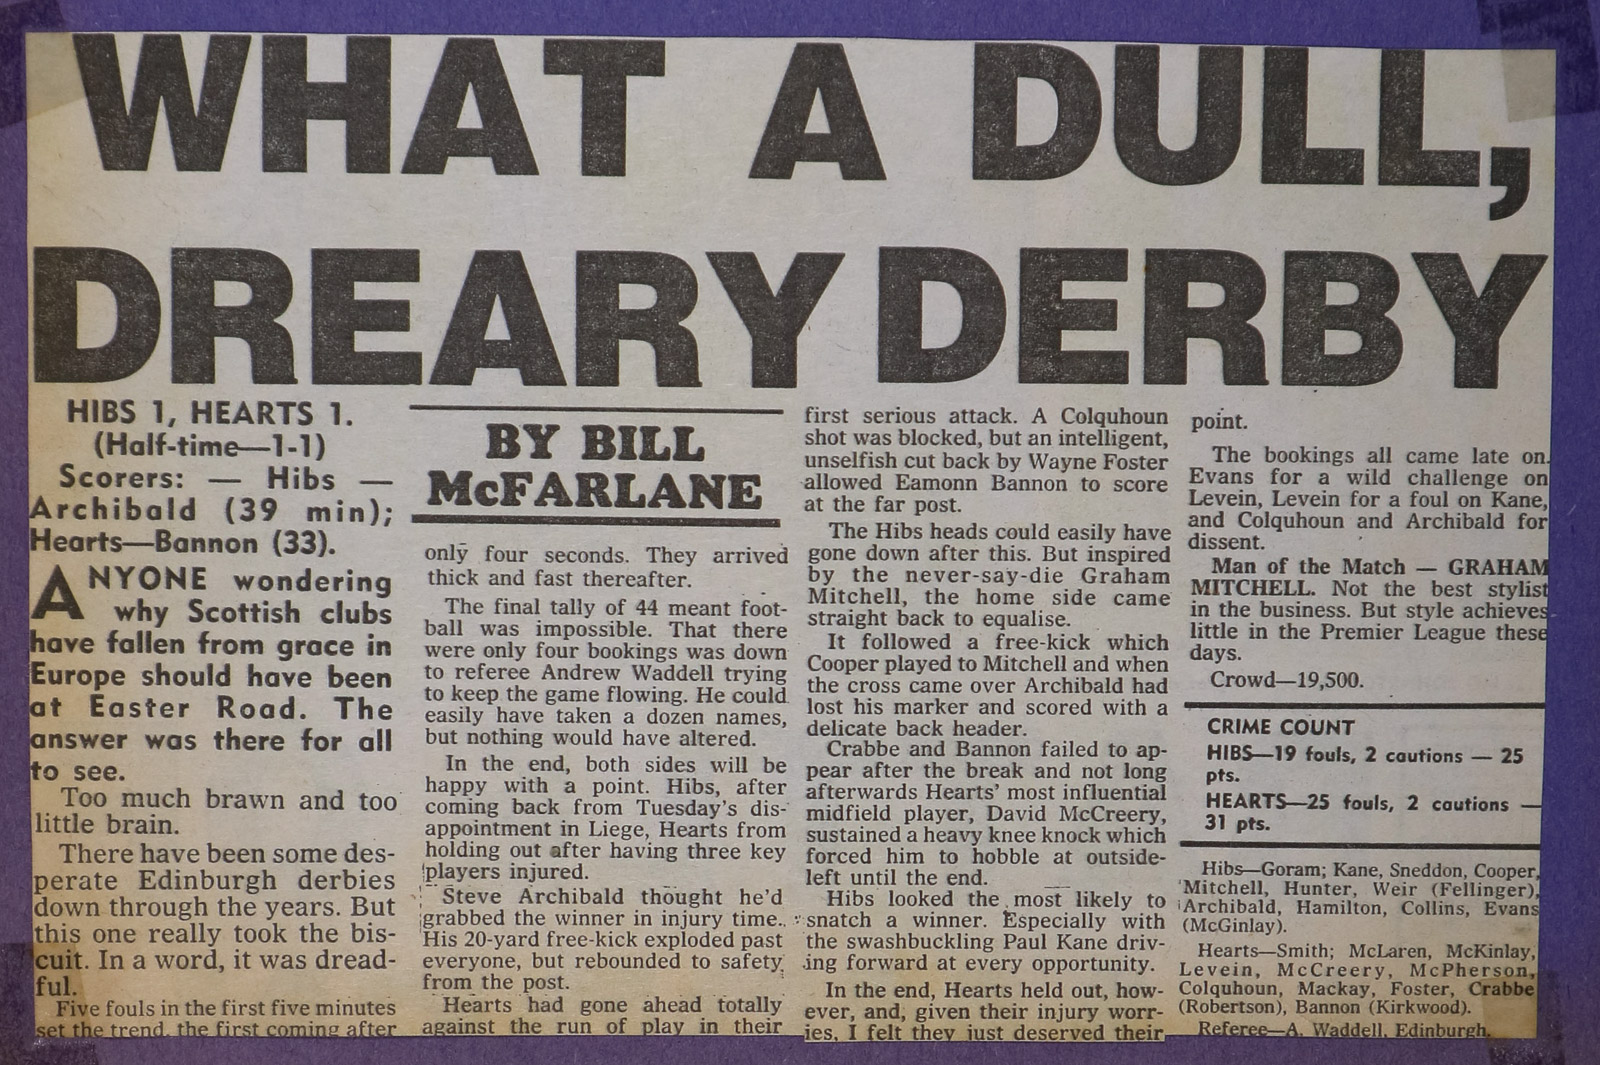 WHAT A DULL,
DREARY DERBY
HIBS 1, HEARTS 1.
(Half-time—1-1)
Scorers: — Hibs —
Archibald (39 min);
Hearts—Bannon (33).
ANYONE wondering
why Scottish clubs
have fallen from grace in
Europe should have been
at Easter Road. The
answer was there for all
to see.
Too much brawn and too
little brain.
There have been some des-
perate Edinburgh derbies
down through the years. But
this one really took the bis-
cuit. In a word, it was dread-
ful.
Five fouls in the first five minutes
set the trend, the first coming after
BY BILL
McFARLANE
only four seconds. They arrived
thick and fast thereafter.
The final tally of 44 meant foot-
ball was impossible. That there
were only four bookings was down
to referee Andrew Waddell trying
to keep the game flowing. He could
easily have taken a dozen names,
but nothing would have altered.
In the end, both sides will be
happy with a point. Hibs, after
coming back from Tuesday's dis-
appointment in Liege, Hearts from
holding out after having three key
players injured.
Steve Archibald thought he'd
grabbed the winner in injury time.
His 20-yard free-kick exploded past
everyone, but rebounded to safety
from the post.
Hearts had gone ahead totally
against the run of play in their
first serious attack. A Colquhoun
shot was blocked, but an intelligent,
unselfish cut back by Wayne Foster
allowed Eamonn Bannon to score
at the far post.
The Hibs heads could easily have
gone down after this. But inspired
by the never-say-die Graham
Mitchell, the home side came
straight back to equalise.
It followed a free-kick which
Cooper played to Mitchell and when
the cross came over Archibald had
lost his marker and scored with a
delicate back header.
Crabbe and Bannon failed to ap-
pear after the break and not long
afterwards Hearts' most influential
midfield player, David McCreery,
sustained a heavy knee knock which
forced him to hobble at outside-
left until the end.
Hibs looked the most likely to
snatch a winner. Especially with
the swashbuckling Paul Kane driv-
ing forward at every opportunity.
In the end, Hearts held out, how-
ever, and, given their injury worr-
ies, I felt they just deserved their
point.
The bookings all came late on.
Evans for a wild challenge on
Levein, Levein for a foul on Kane,
and Colquhoun and Archibald for
dissent.
Man of the Match — GRAHAM
MITCHELL. Not the best stylist
in the business. But style achieves
little in the Premier League these
days.
Crowd—19,500.
CRIME COUNT
HIBS—19 fouls, 2 cautions — 25
pts.
HEARTS—25 fouls, 2 cautions —
31 pts.
Hibs—Goram; Kane, Sneddon, Cooper,
Mitchell, Hunter, Weir (Fellinger),
Archibald, Hamilton, Collins, Evans
(McGinlay).
Hearts—Smith; McLaren, McKinlay,
Levein, McCreery, McPherson,
Colquhoun, Mackay, Foster, Crabbe
(Robertson), Bannon (Kirkwood).
Referee—A. Waddell, Edinburgh.